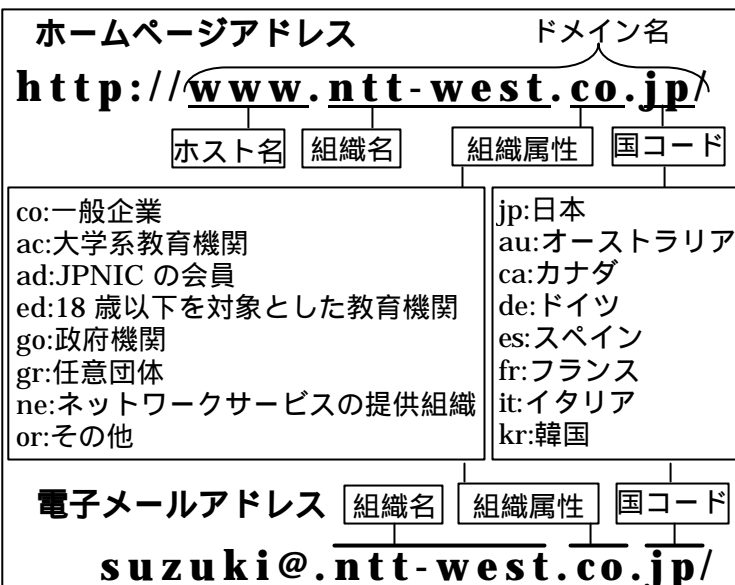 ホームページアドレス ドメイン名
http://www.ntt-west.co.jp/
ホスト名 組織名 組織属性 国コード
co:一般企業
ac:大学系教育機関
ad:JPNIC の会員
ed:18 歳以下を対象とした教育機関
go:政府機関
gr:任意団体
ne:ネットワークサービスの提供組織
or:その他
jp:日本
au:オーストラリア
ca:カナダ
de:ドイツ
es:スペイン
fr:フランス
it:イタリア
kr:韓国
電子メールアドレス 組織名 組織属性 国コード
suzuki@.ntt-west.co.jp/